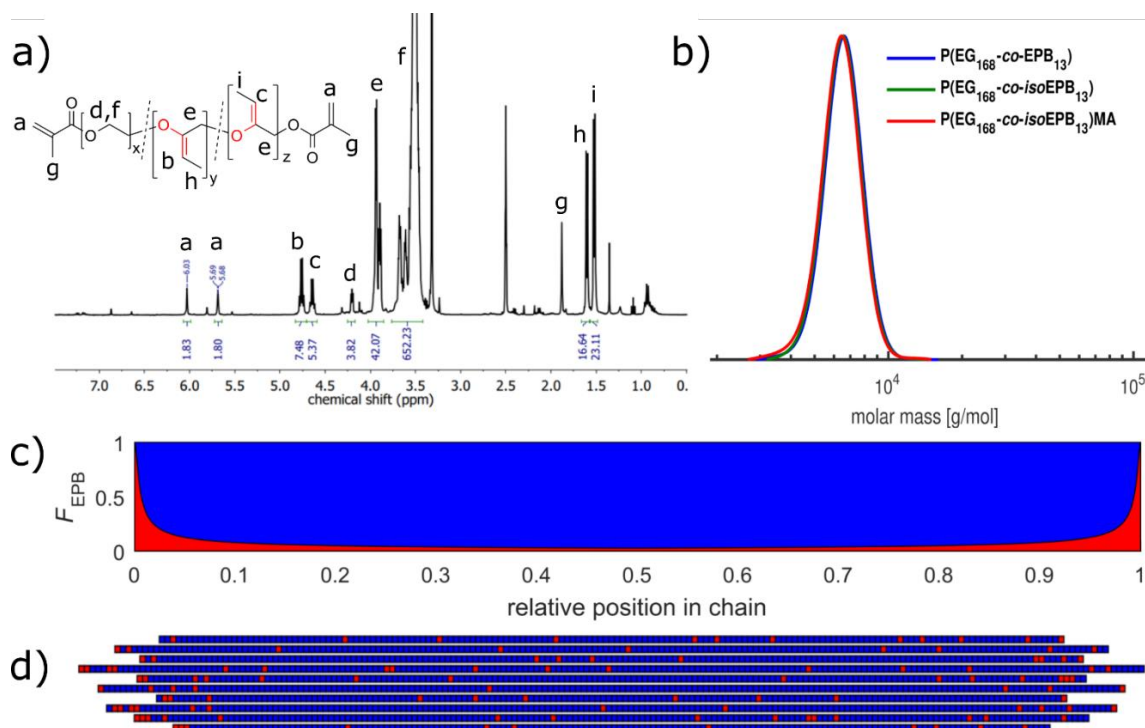 a)
b)
a
O
O
d,f
O
x
O
e
b
h
y
i
c
O
e
z
O
O
a
g
g
f
e
i
h
g
a
a
b
c
d
6.03
5.69
5.68
1.83
1.80
7.48
5.37
3.82
42.07
652.23
16.64
23.11
7.0 6.5 6.0 5.5 5.0 4.5 4.0 3.5 3.0 2.5 2.0 1.5 1.0 0.
chemical shift (ppm)
P(EG168-co-EPB13)
P(EG168-co-isoEPB13)
P(EG168-co-isoEPB13)MA
10^4 10^5
molar mass [g/mol]
c)
F_EPB
1
0.5
0
0 0.1 0.2 0.3 0.4 0.5 0.6 0.7 0.8 0.9 1
relative position in chain
d)